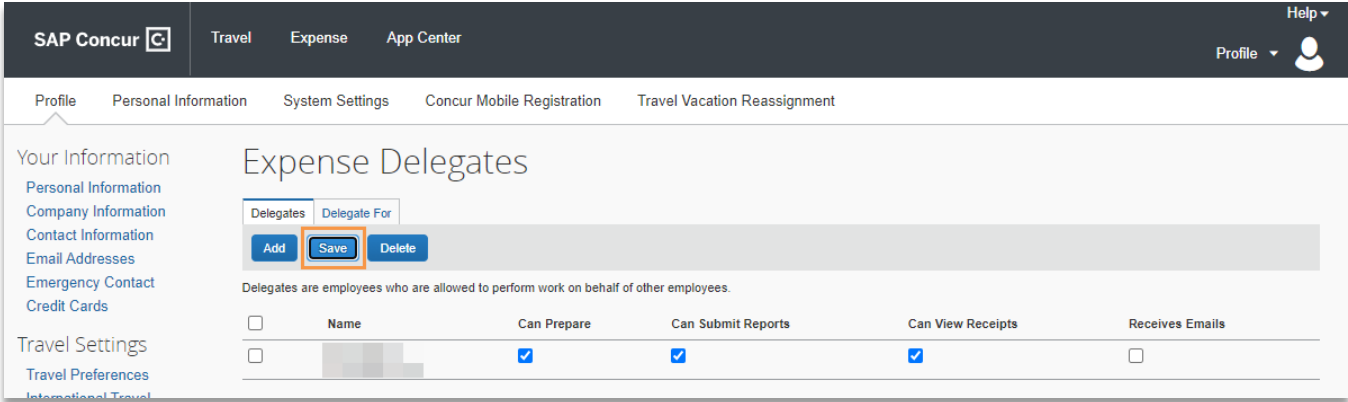 Help
SAP Concur C
Travel Expense App Center
Profile
Profile Personal Information System Settings Concur Mobile Registration Travel Vacation Reassignment
Your Information
Personal Information
Company Information
Contact Information
Email Addresses
Emergency Contact
Credit Cards
Travel Settings
Travel Preferences
International Travel
Expense Delegates
Delegates Delegate For
Add Save Delete
Delegates are employees who are allowed to perform work on behalf of other employees.
Name Can Prepare Can Submit Reports Can View Receipts Receives Emails